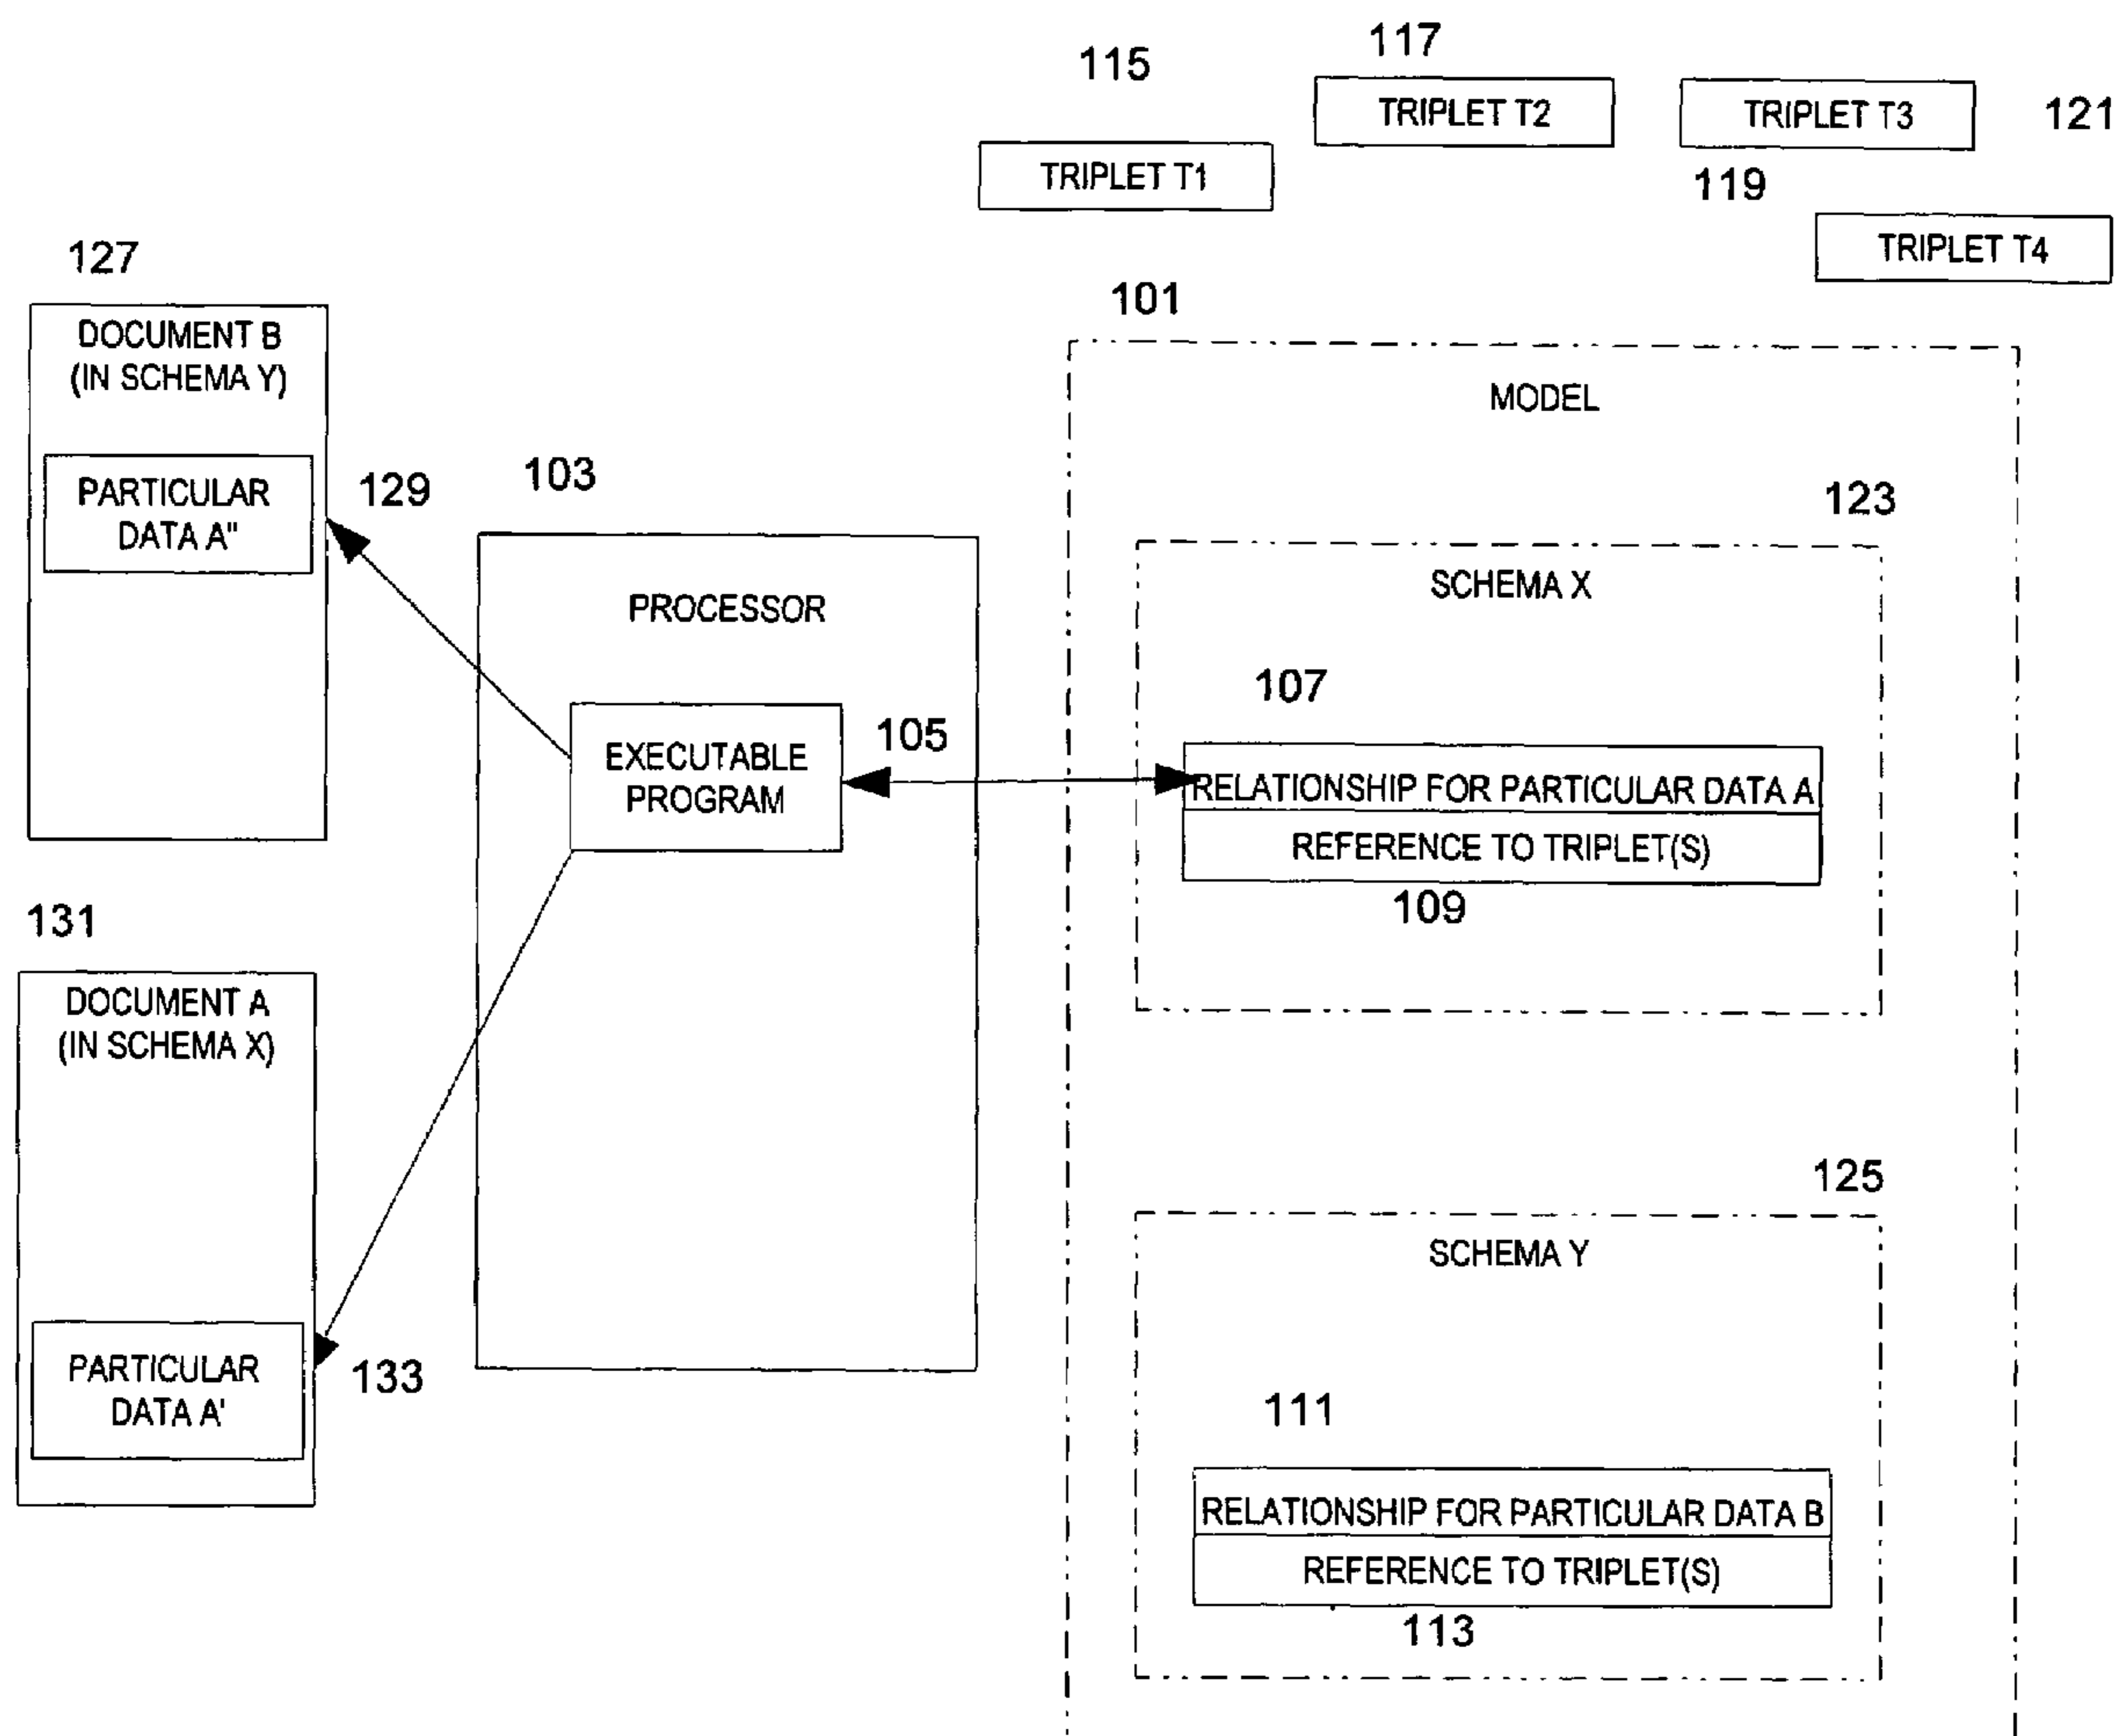 117
115
TRIPLET T2
TRIPLET T3
121
TRIPLET T1
119
TRIPLET T4
127
101
DOCUMENT B
(IN SCHEMA Y)
MODEL
PARTICULAR
DATA A"
129
103
123
PROCESSOR
SCHEMA X
107
EXECUTABLE
PROGRAM
105
RELATIONSHIP FOR PARTICULAR DATA A
REFERENCE TO TRIPLET(S)
109
131
DOCUMENT A
(IN SCHEMA X)
125
SCHEMA Y
PARTICULAR
DATA A'
133
111
RELATIONSHIP FOR PARTICULAR DATA B
REFERENCE TO TRIPLET(S)
113